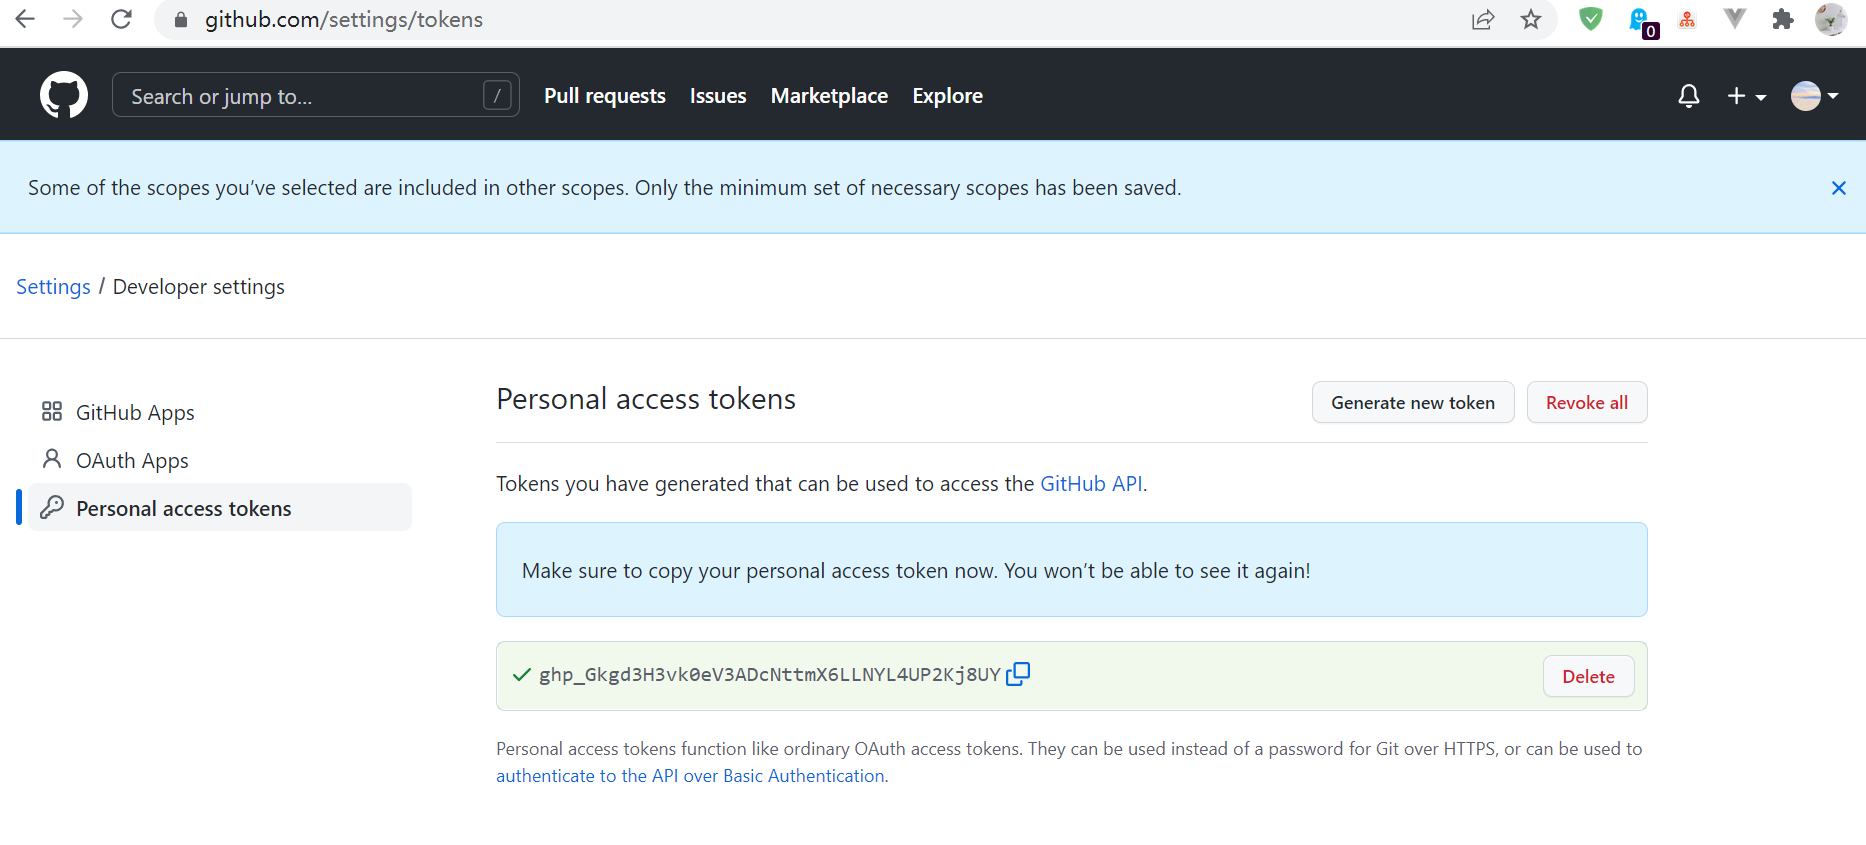 github.com/settings/tokens
0
Search or jump to... /
Pull requests Issues Marketplace Explore
Some of the scopes you’ve selected are included in other scopes. Only the minimum set of necessary scopes has been saved.
Settings / Developer settings
GitHub Apps
OAuth Apps
Personal access tokens
Personal access tokens
Generate new token
Revoke all
Tokens you have generated that can be used to access the GitHub API.
Make sure to copy your personal access token now. You won’t be able to see it again!
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
Delete
Personal access tokens function like ordinary OAuth access tokens. They can be used instead of a password for Git over HTTPS, or can be used to
authenticate to the API over Basic Authentication.